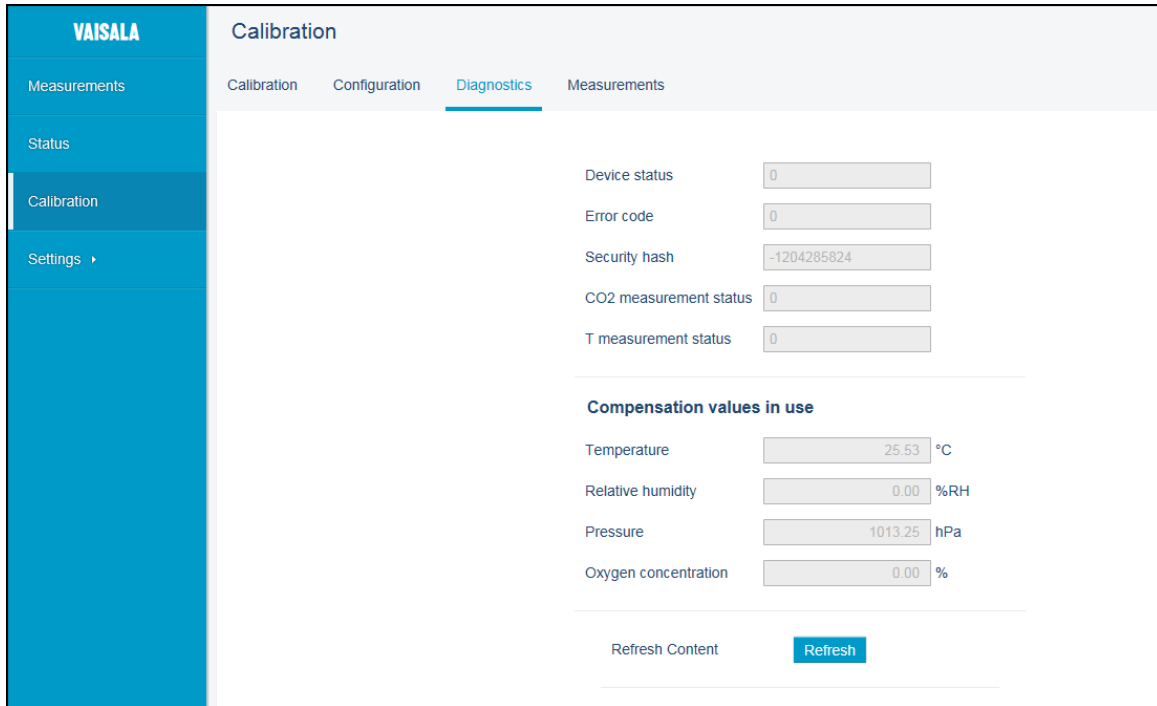 VAISALA
Measurements
Status
Calibration
Settings
Calibration
Calibration Configuration Diagnostics Measurements
Device status 0
Error code 0
Security hash -1204285824
CO2 measurement status 0
T measurement status 0
Compensation values in use
Temperature 25.53 °C
Relative humidity 0.00 %RH
Pressure 1013.25 hPa
Oxygen concentration 0.00 %
Refresh Content Refresh